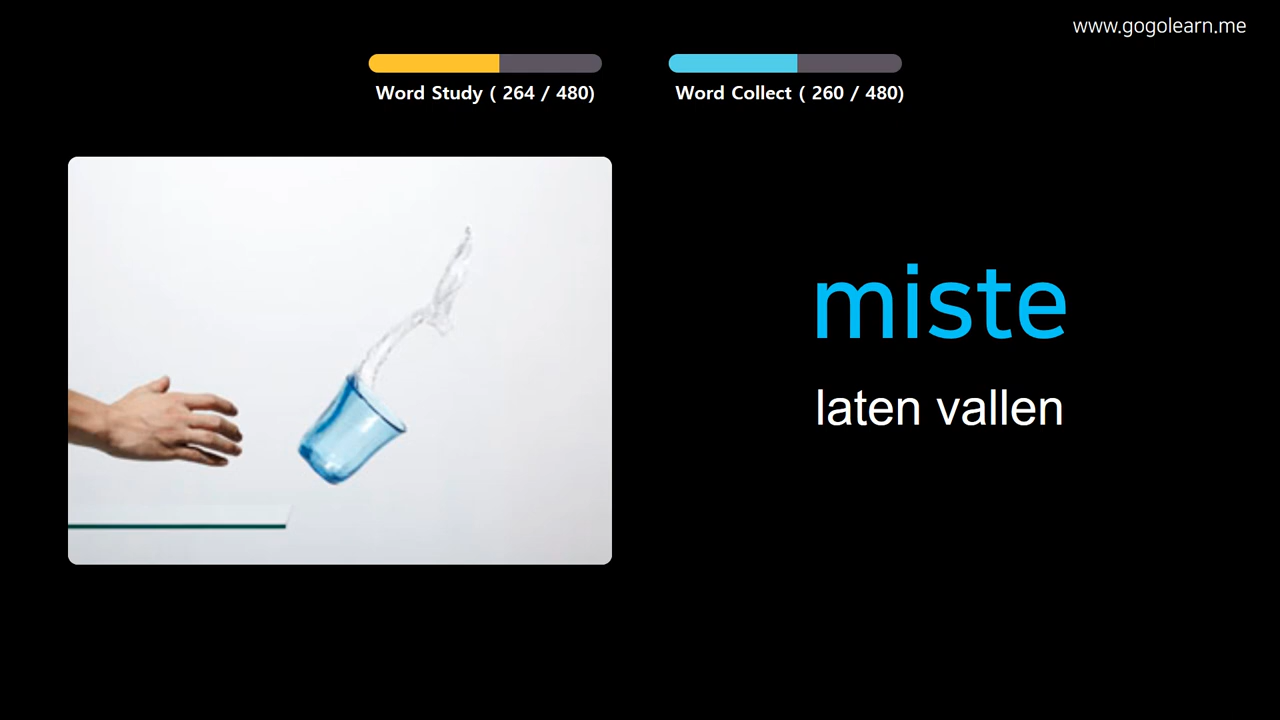 www.gogolearn.me
Word Study ( 264 / 480)
Word Collect ( 260 / 480)
miste
laten vallen